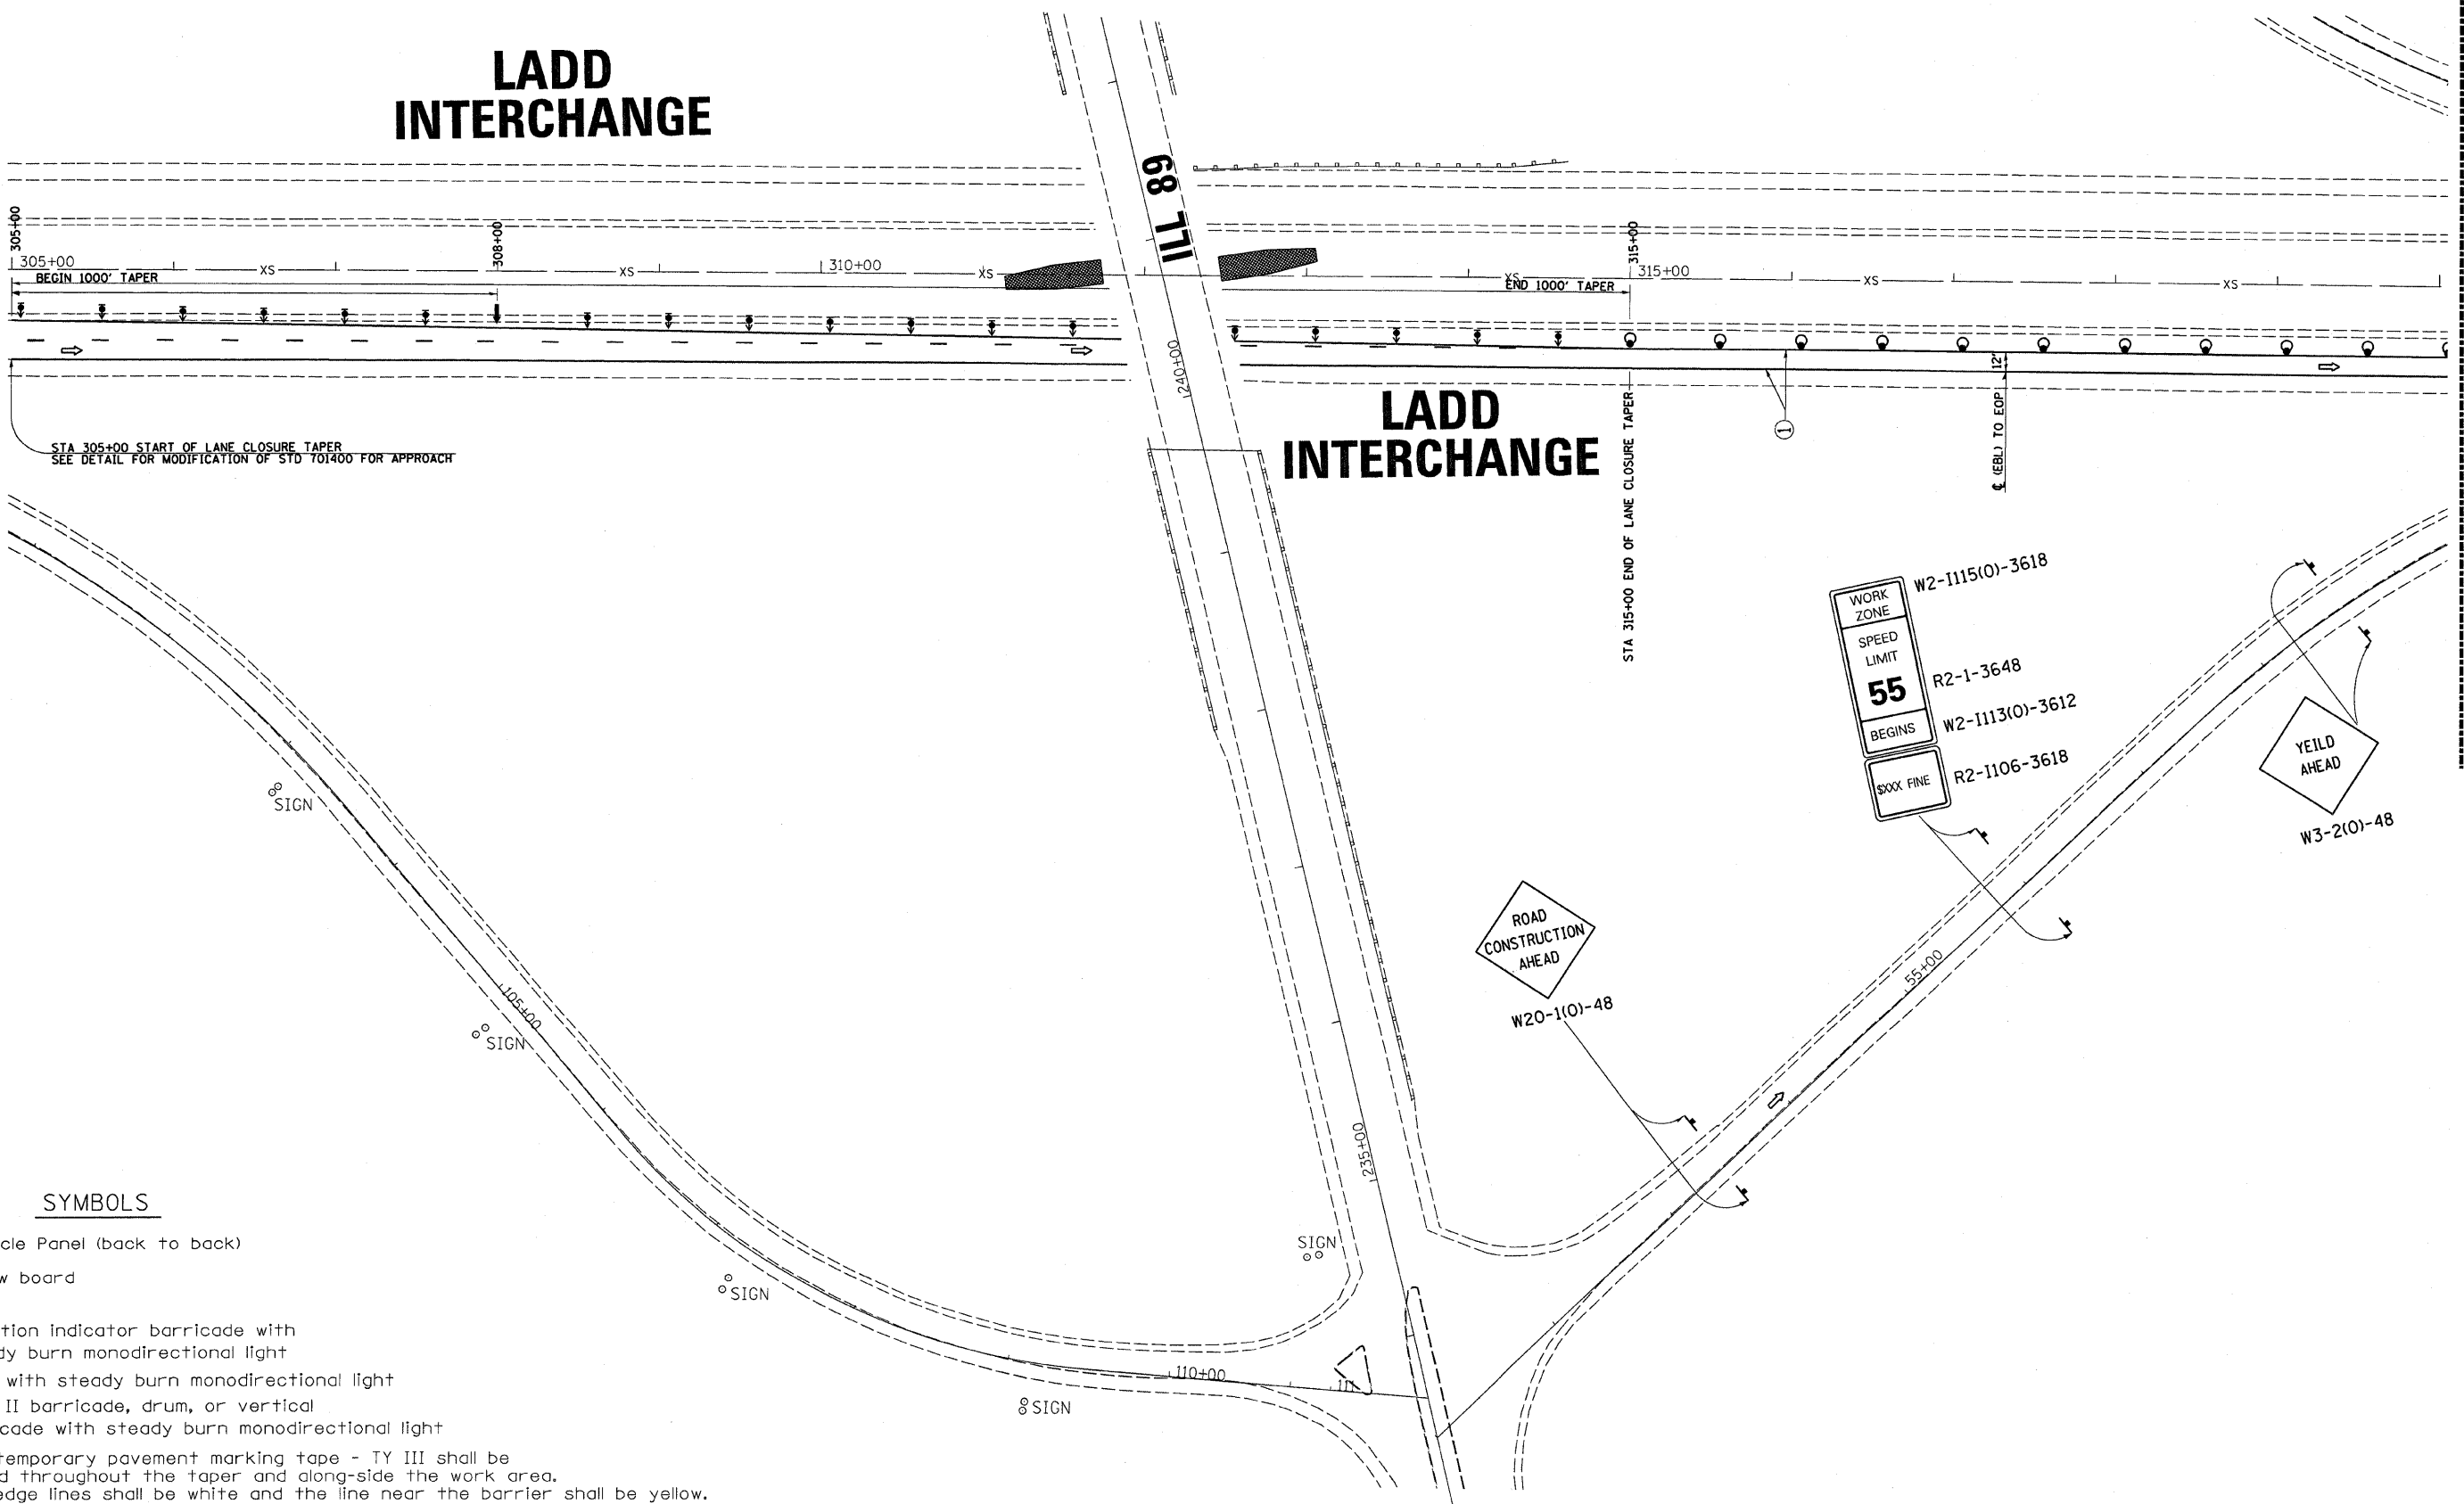 LADD
INTERCHANGE
ILL 89
305+00
305+00
BEGIN 1000' TAPER
XS
308+00
XS
310+00
XS
XS
END 1000' TAPER
315+00
315+00
XS
XS
STA 305+00 START OF LANE CLOSURE TAPER
SEE DETAIL FOR MODIFICATION OF STD 701400 FOR APPROACH
240+00
LADD
INTERCHANGE
STA 315+00 END OF LANE CLOSURE TAPER
1
12'
℄ (EBL) TO EOP
WORK
ZONE
W2-I115(O)-3618
SPEED
LIMIT
55
R2-1-3648
BEGINS
W2-I113(O)-3612
$XXX FINE
R2-I106-3618
YEILD
AHEAD
W3-2(O)-48
ROAD
CONSTRUCTION
AHEAD
W20-1(O)-48
55+00
SIGN
105+00
SIGN
235+00
SIGN
SIGN
110+00
111
SIGN
SYMBOLS
cle Panel (back to back)
w board
tion indicator barricade with
dy burn monodirectional light
with steady burn monodirectional light
II barricade, drum, or vertical
cade with steady burn monodirectional light
temporary pavement marking tape - TY III shall be
d throughout the taper and along-side the work area.
edge lines shall be white and the line near the barrier shall be yellow.